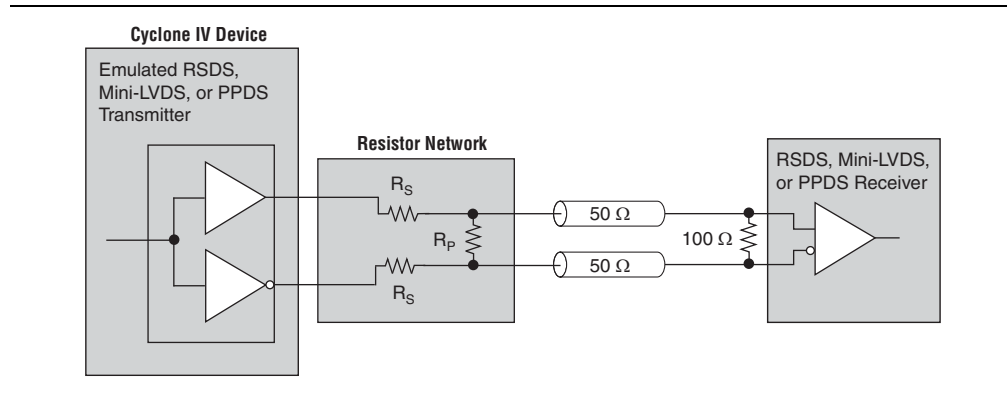 Cyclone IV Device
Emulated RSDS,
Mini-LVDS, or PPDS
Transmitter
Resistor Network
RS
RP
RS
50 Ω
50 Ω
100 Ω
RSDS, Mini-LVDS,
or PPDS Receiver